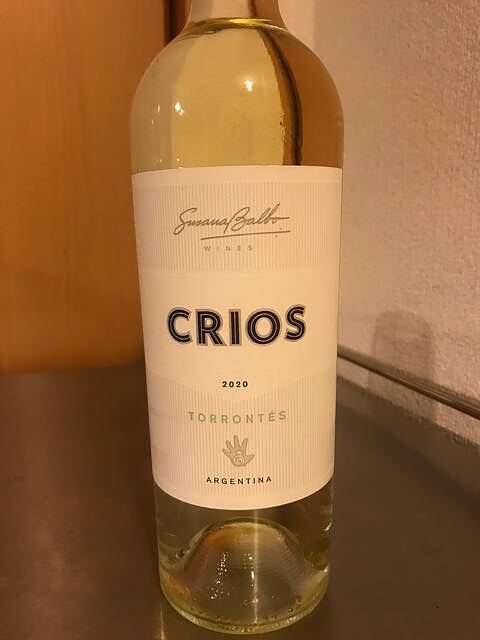 Susana Balbo
WINES
CRIOS
2020
TORRONTÉS
ARGENTINA